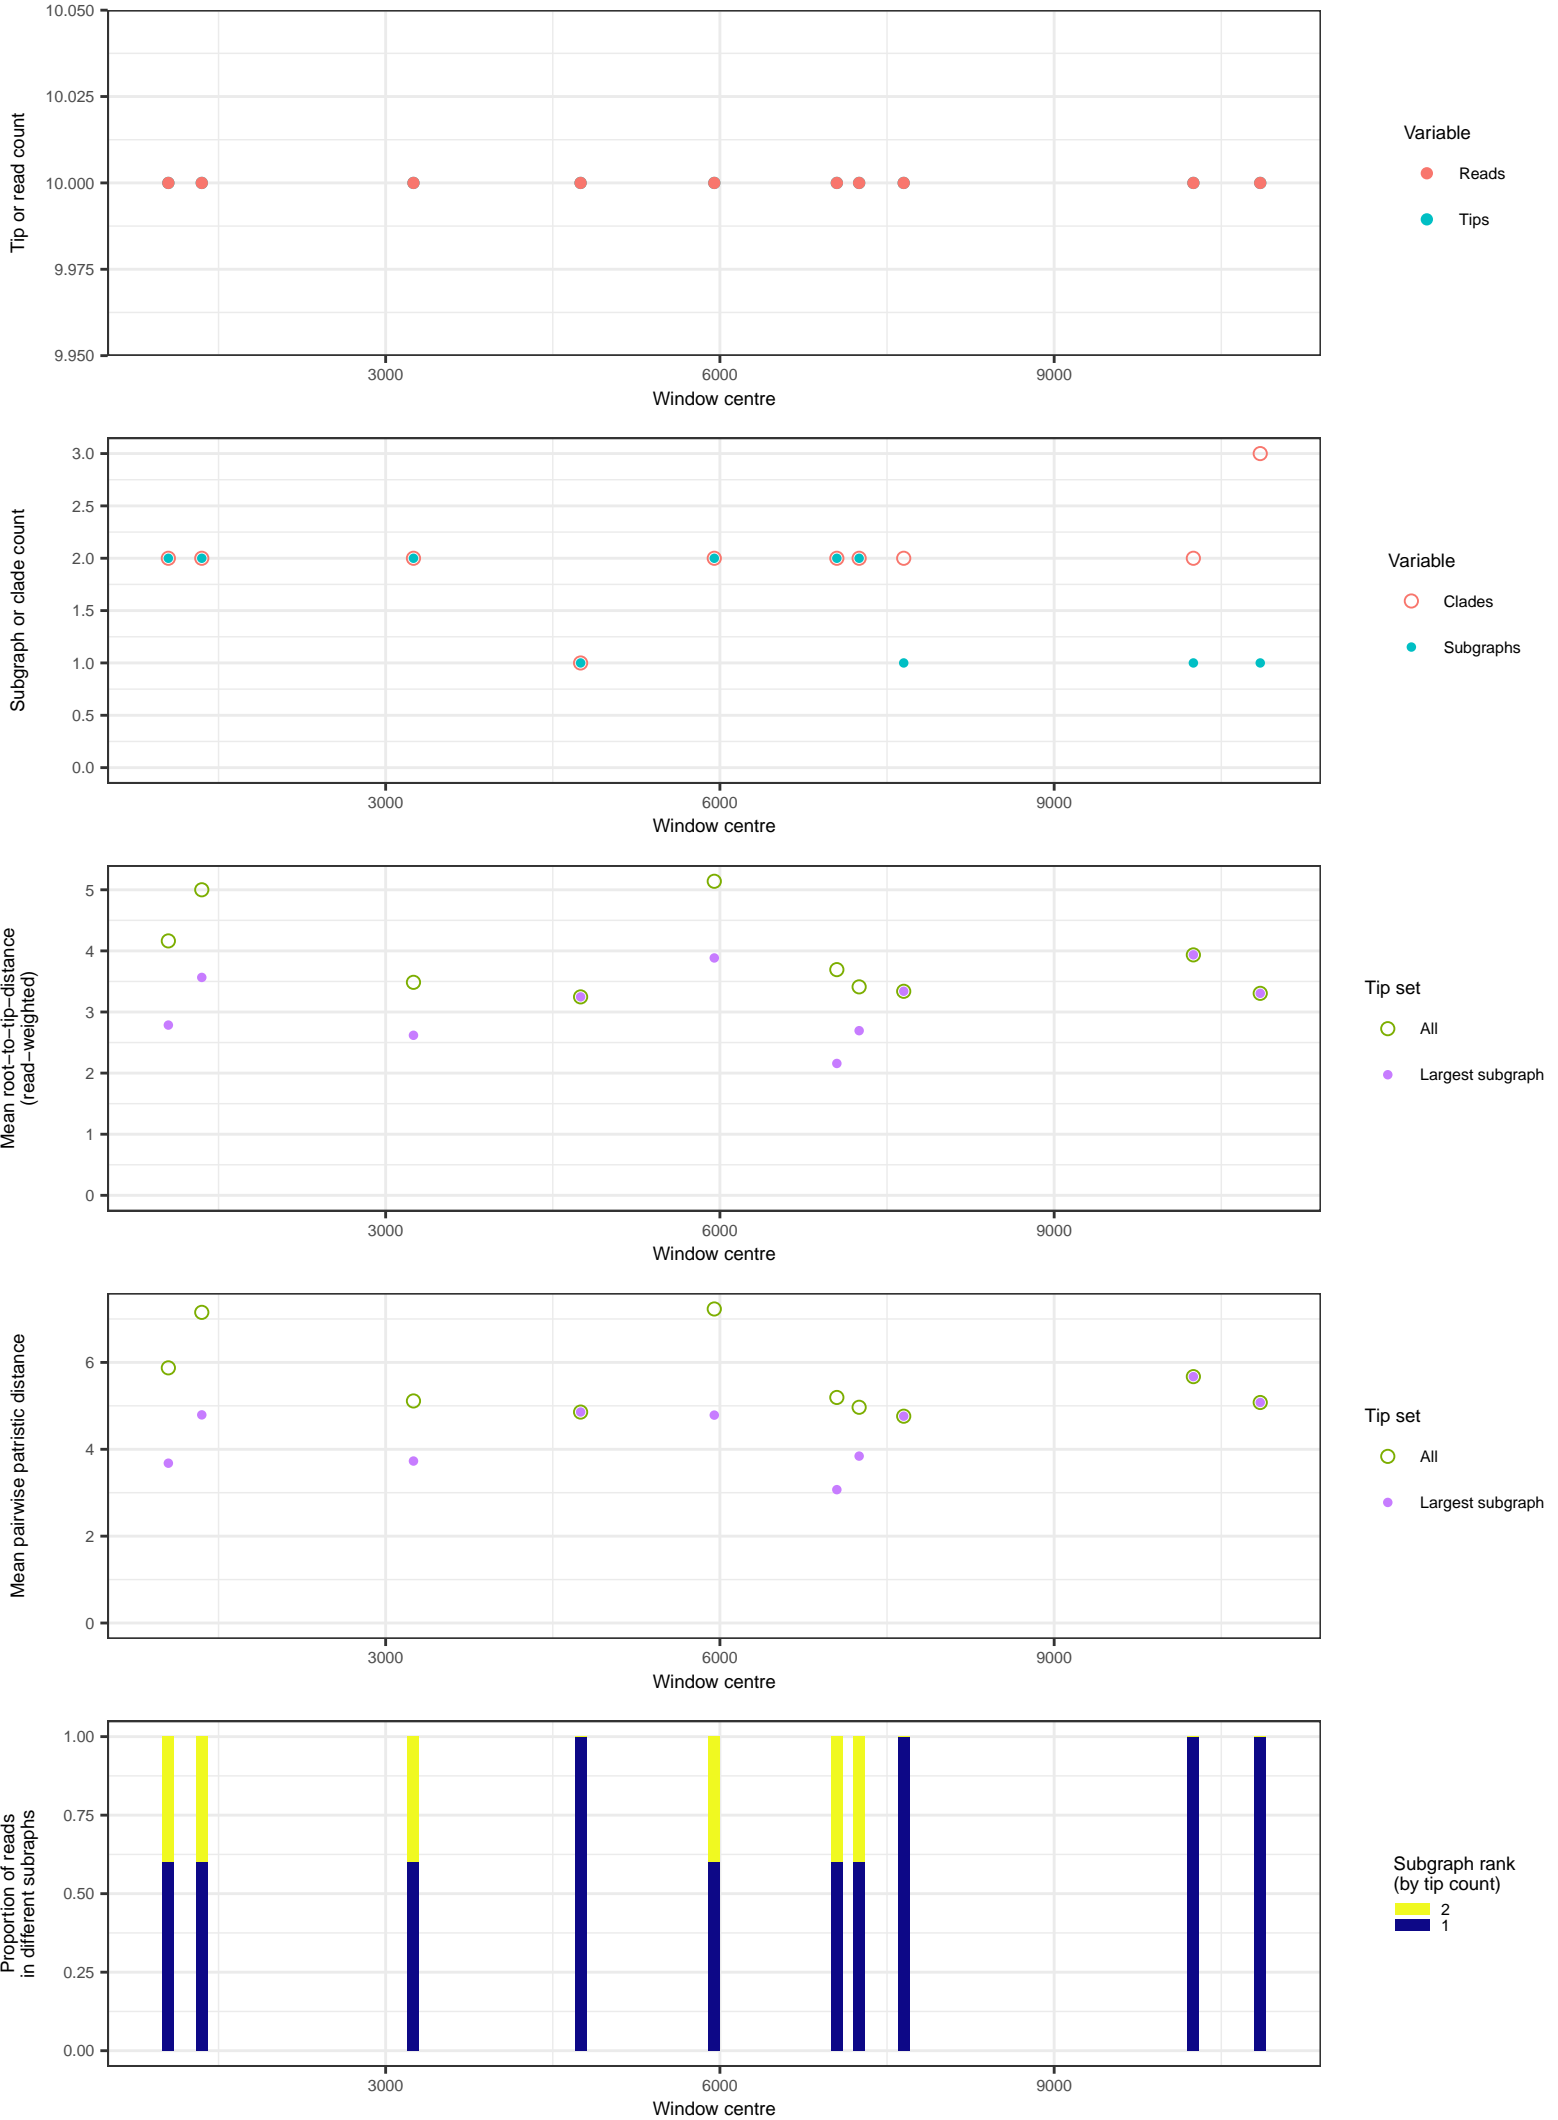 10.050
10.025
10.000
9.975
9.950
Tip or read count
3000
6000
9000
Window centre
Variable
Reads
Tips
3.0
2.5
2.0
1.5
1.0
0.5
0.0
Subgraph or clade count
3000
6000
9000
Window centre
Variable
Clades
Subgraphs
5
4
3
2
1
0
Mean root−to−tip−distance
(read−weighted)
3000
6000
9000
Window centre
Tip set
All
Largest subgraph
6
4
2
0
Mean pairwise patristic distance
3000
6000
9000
Window centre
Tip set
All
Largest subgraph
1.00
0.75
0.50
0.25
0.00
Proportion of reads
in different subraphs
3000
6000
9000
Window centre
Subgraph rank
(by tip count)
2
1